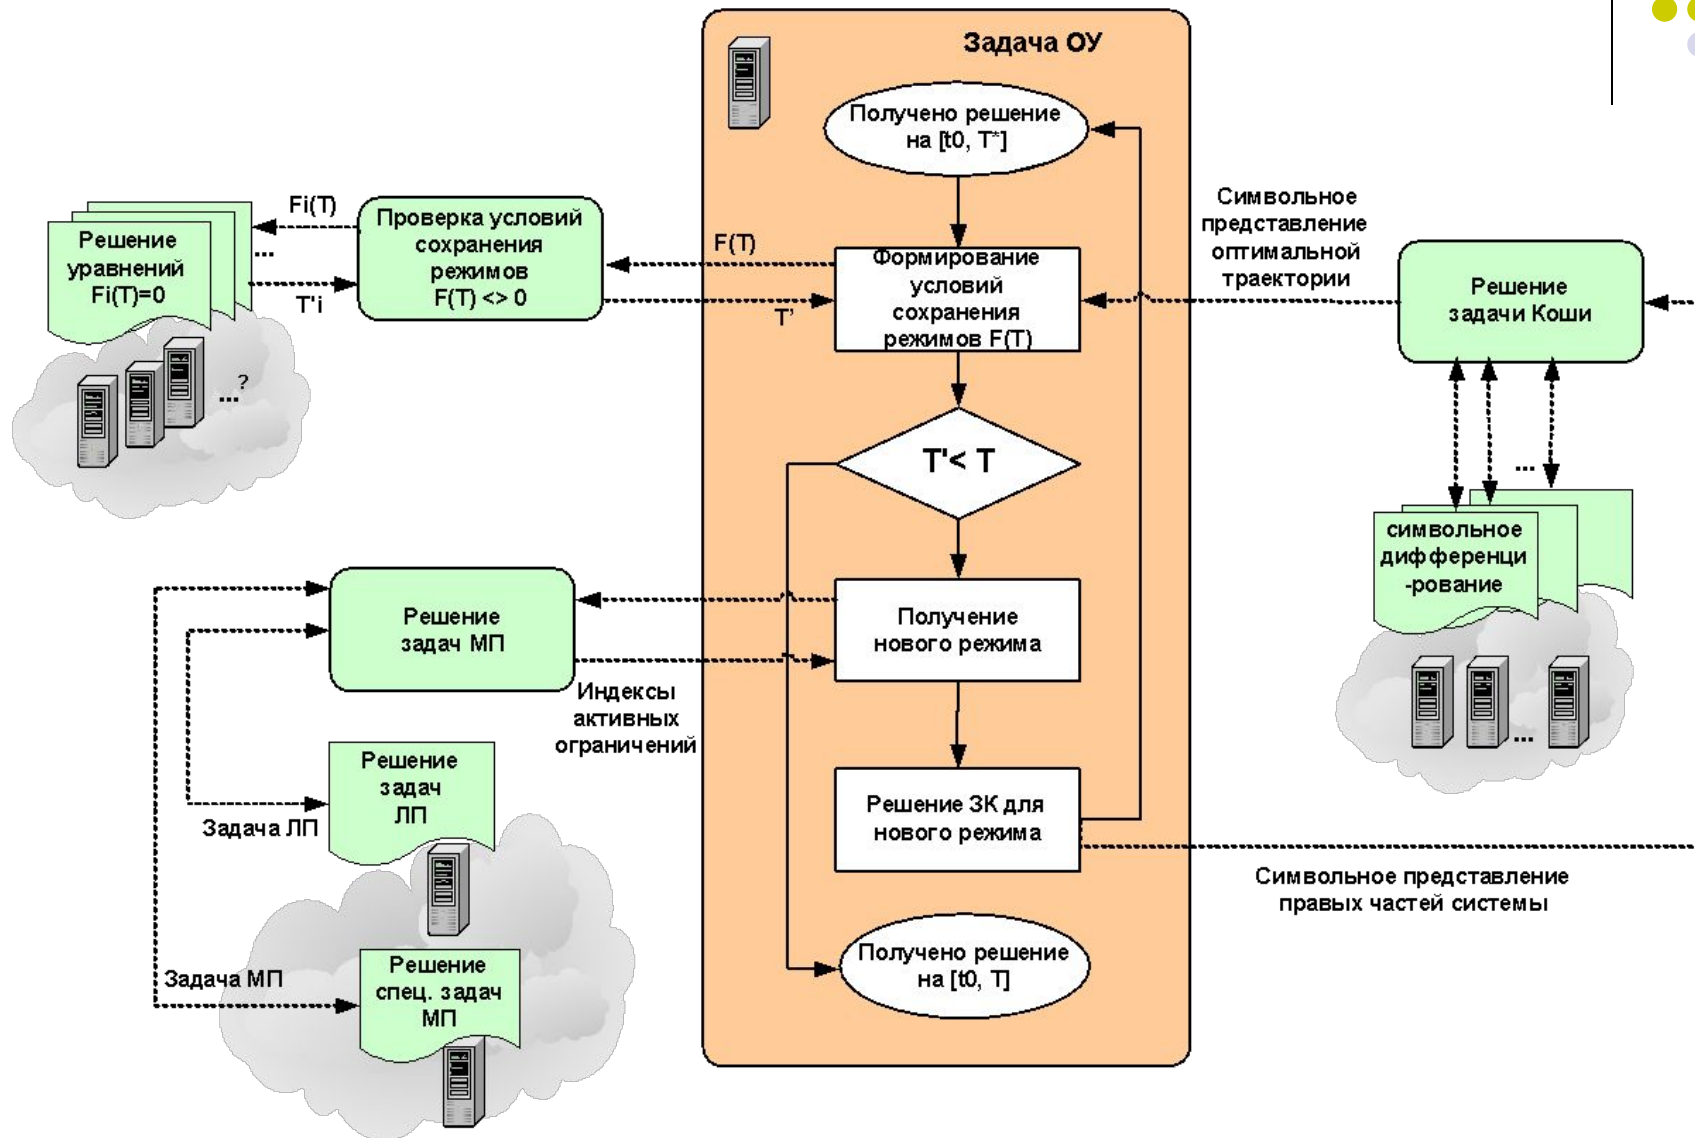 Задача ОУ
Получено решение
на [t0, T*]
Fi(T)
Решение
уравнений
Fi(T)=0
...
T'i
...?
Проверка условий
сохранения
режимов
F(T) <> 0
F(T)
T'
Формирование
условий
сохранения
режимов F(T)
Символьное
представление
оптимальной
траектории
Решение
задачи Коши
...
символьное
дифференци
-рование
...
T'< T
Решение
задач МП
Получение
нового режима
Индексы
активных
ограничений
Решение
задач
ЛП
Задача ЛП
Решение ЗК для
нового режима
Символьное представление
правых частей системы
Задача МП
Решение
спец. задач
МП
Получено решение
на [t0, T]